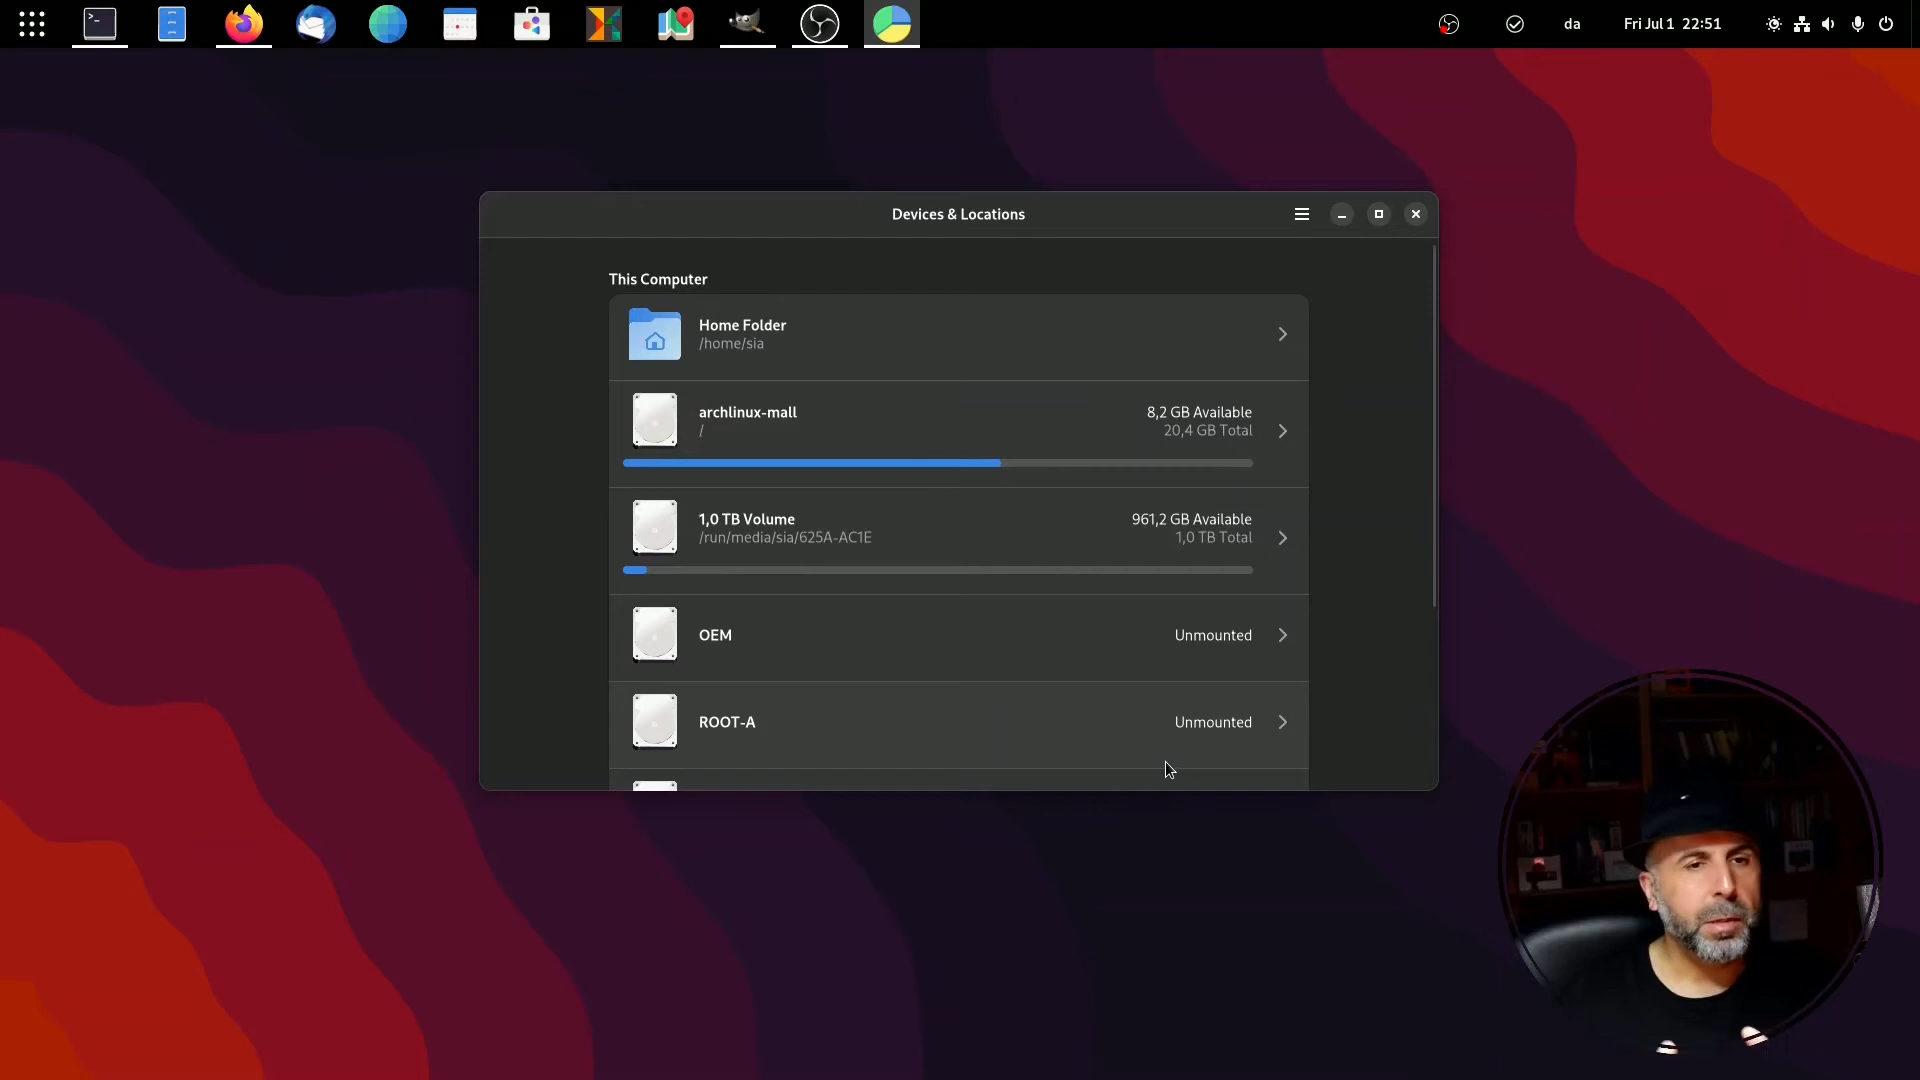 da
Fri Jul 1 22:51
Devices & Locations
This Computer
Home Folder
/home/sia
archlinux-mall
8,2 GB Available
/
20,4 GB Total
1,0 TB Volume
961,2 GB Available
/run/media/sia/625A-AC1E
1,0 TB Total
OEM
Unmounted
ROOT-A
Unmounted